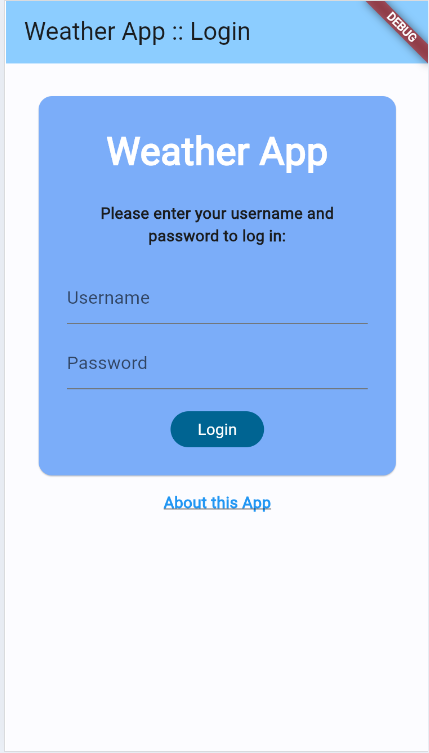 Weather App :: Login
DEBUG
Weather App
Please enter your username and
password to log in:
Username
Password
Login
About this App